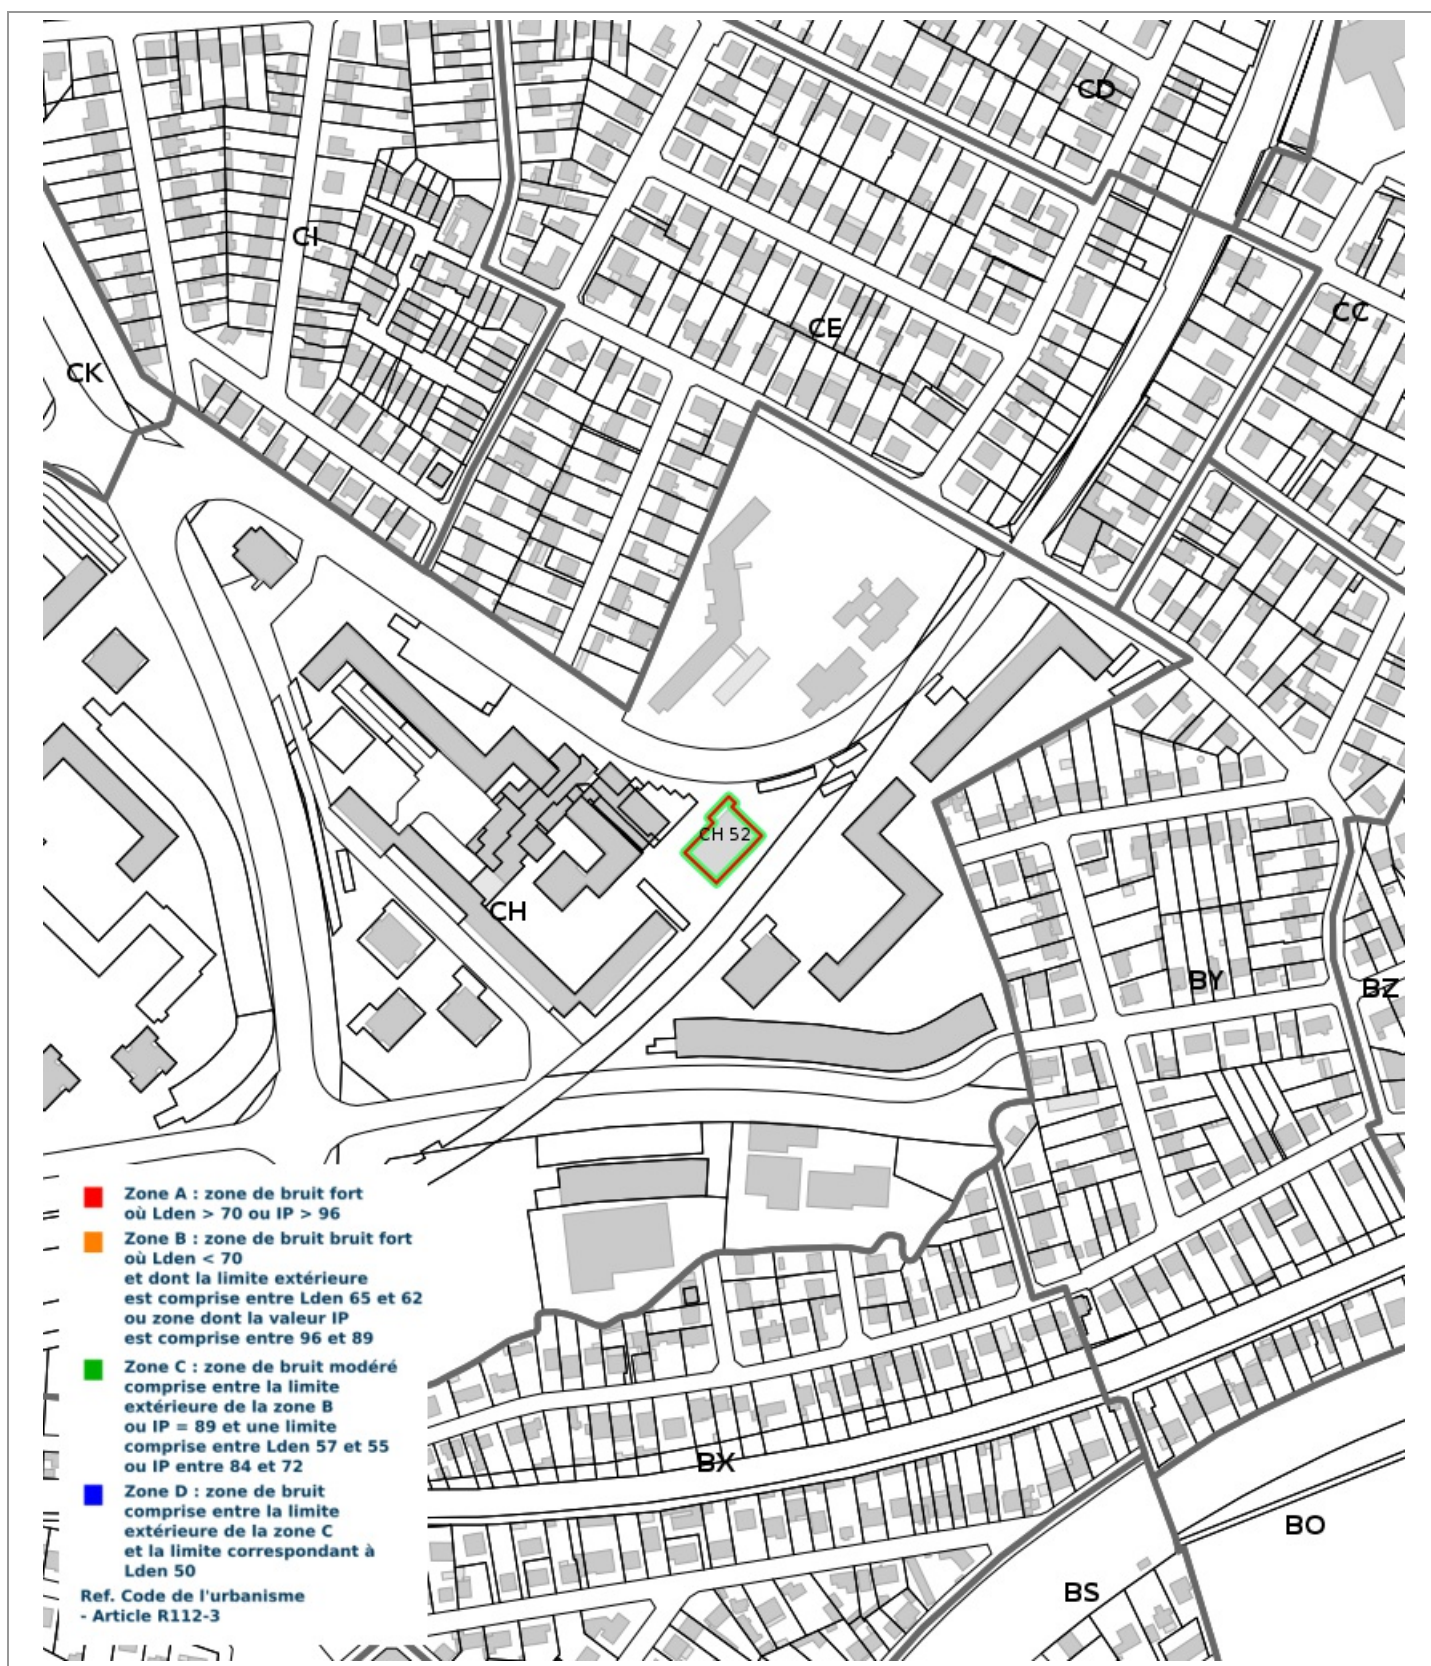 CD
CI
CE
CC
CK
CH 52
CH
BY
BZ
Zone A : zone de bruit fort
où Lden > 70 ou IP > 96
Zone B : zone de bruit bruit fort
où Lden < 70
et dont la limite extérieure
est comprise entre Lden 65 et 62
ou zone dont la valeur IP
est comprise entre 96 et 89
Zone C : zone de bruit modéré
comprise entre la limite
extérieure de la zone B
ou IP = 89 et une limite
comprise entre Lden 57 et 55
ou IP entre 84 et 72
Zone D : zone de bruit
comprise entre la limite
extérieure de la zone C
et la limite correspondant à
Lden 50
Ref. Code de l'urbanisme
- Article R112-3
BX
BO
BS